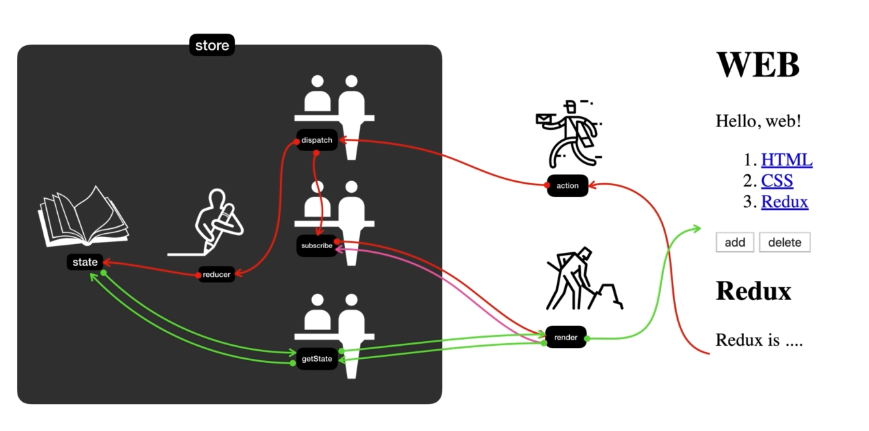 store
dispatch
subscribe
state
reducer
getState
action
render
WEB
Hello, web!
1. HTML
2. CSS
3. Redux
add delete
Redux
Redux is ....